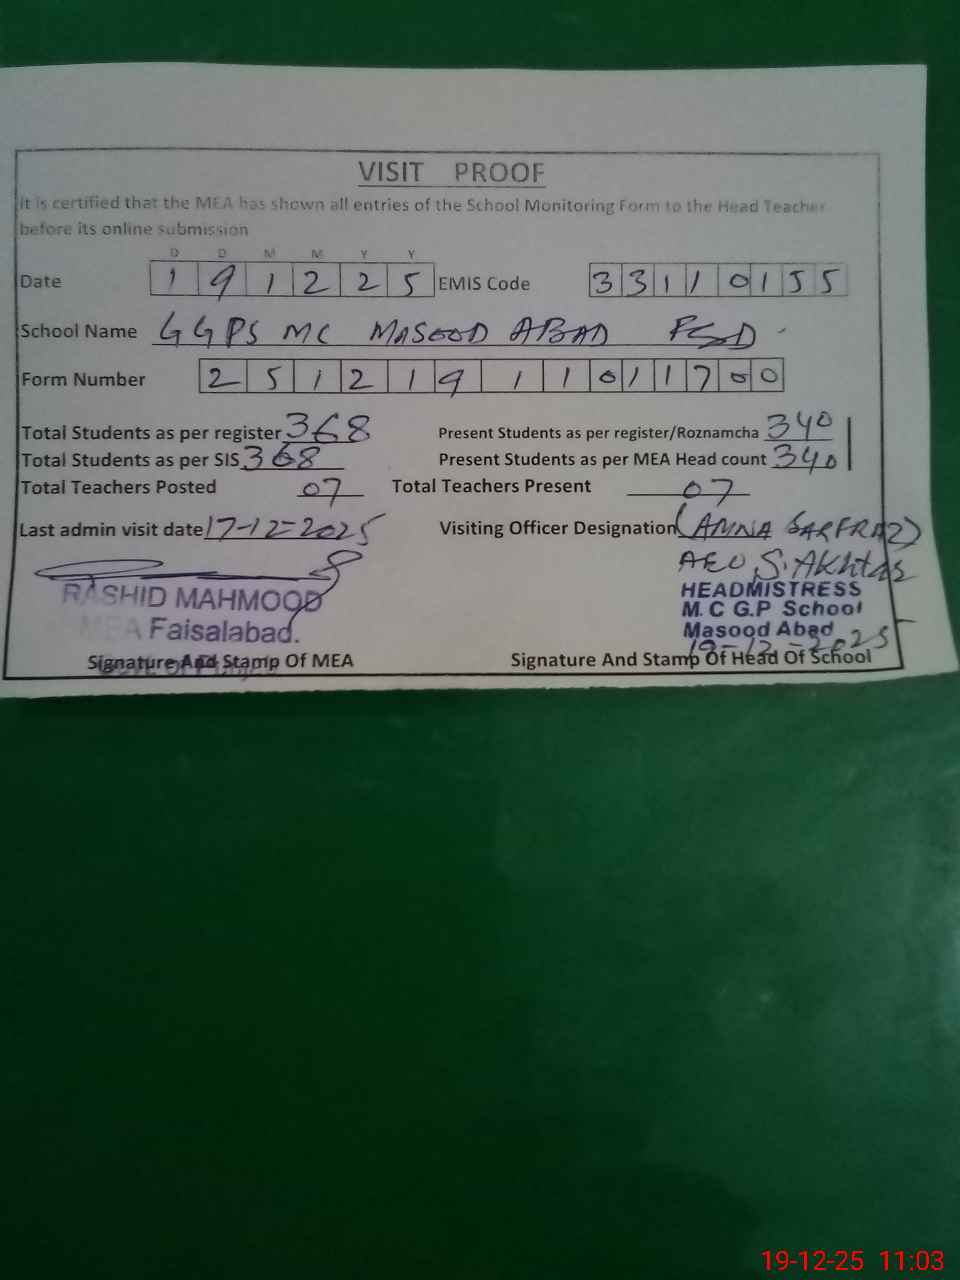 VISIT PROOF
It is certified that the MEA has shown all entries of the School Monitoring Form to the Head Teacher
before its online submission
D D M M Y Y
Date 1 9 1 2 2 5 EMIS Code 3 3 1 1 0 1 5 5
School Name GGPS MC MASOOD ABAD FSD
Form Number 2 5 1 2 1 9 1 1 0 1 1 7 0 0
Total Students as per register 368 Present Students as per register/Roznamcha 340
Total Students as per SIS 368 Present Students as per MEA Head count 340
Total Teachers Posted 07 Total Teachers Present 07
Last admin visit date 17-12-2025 Visiting Officer Designation (AMNA SARFRAZ)
AEO S. Akhtar
RASHID MAHMOOD HEADMISTRESS
MEA Faisalabad. M.C G.P School
Masood Abad
19-12-2025
Signature And Stamp Of MEA Signature And Stamp Of Head Of School
19-12-25 11:03